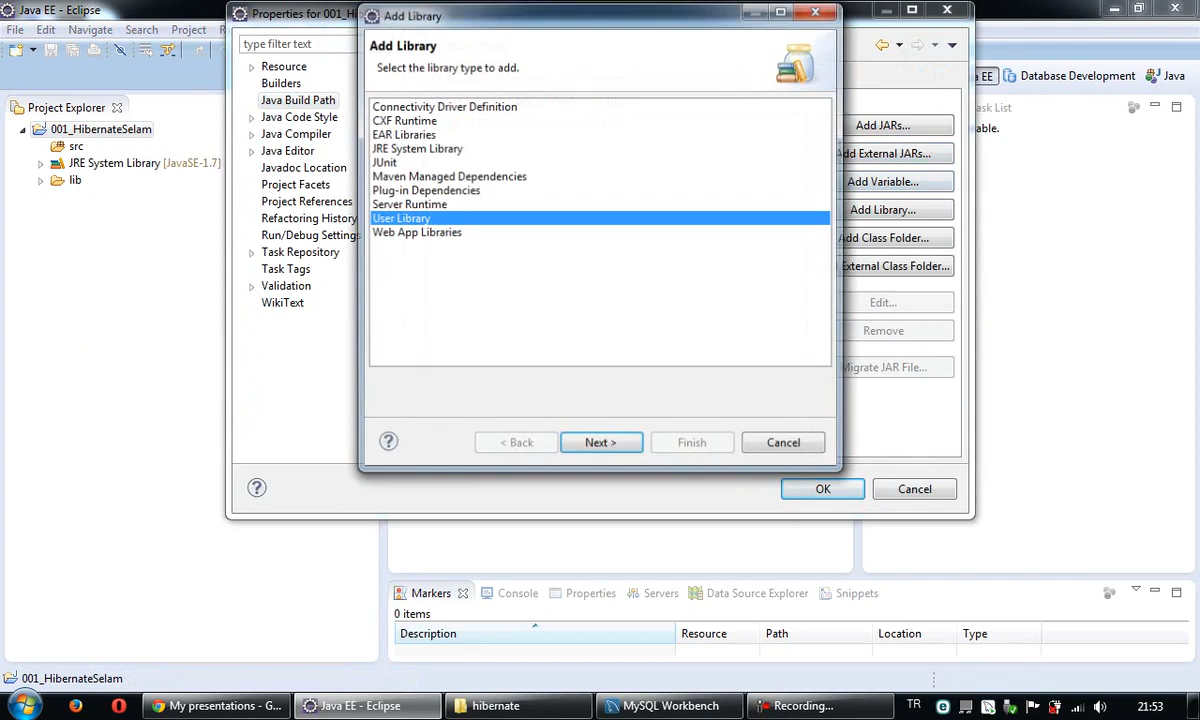 Java EE - Eclipse
File Edit Navigate Search Project
Properties for 001_
Add Library
type filter text
Resource
Builders
Java Build Path
Java Code Style
Java Compiler
Java Editor
Javadoc Location
Project Facets
Project References
Refactoring History
Run/Debug Settings
Task Repository
Task Tags
Validation
WikiText
Add Library
Select the library type to add.
Connectivity Driver Definition
CXF Runtime
EAR Libraries
JRE System Library
JUnit
Maven Managed Dependencies
Plug-in Dependencies
Server Runtime
User Library
Web App Libraries
< Back
Next >
Finish
Cancel
Add JARs...
Add External JARs...
Add Variable...
Add Library...
Add Class Folder...
External Class Folder...
Edit...
Remove
Migrate JAR File...
OK
Cancel
EE
Database Development
Java
ask List
able.
Project Explorer
001_HibernateSelam
src
JRE System Library [JavaSE-1.7]
lib
Markers
Console
Properties
Servers
Data Source Explorer
Snippets
0 items
Description
Resource
Path
Location
Type
001_HibernateSelam
My presentations - G...
Java EE - Eclipse
hibernate
MySQL Workbench
Recording...
TR
21:53